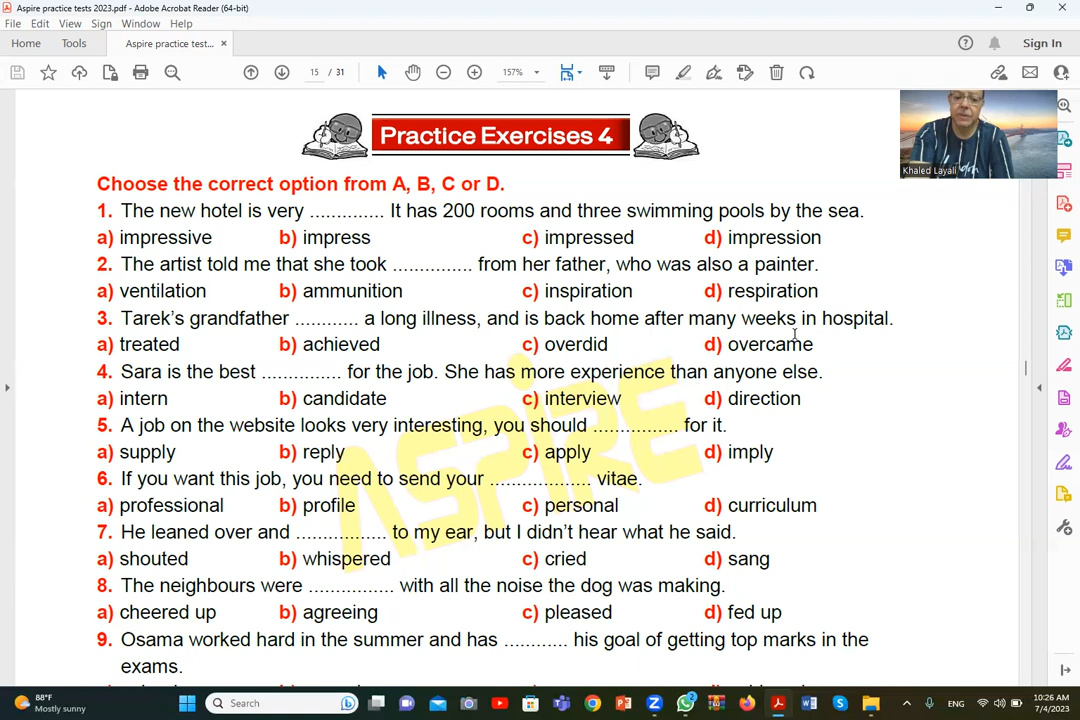 Aspire practice tests 2023.pdf - Adobe Acrobat Reader (64-bit)
File Edit View Sign Window Help
Home Tools Aspire practice test... × Sign In
15 / 31 157%
Practice Exercises 4
Khaled Layali
Choose the correct option from A, B, C or D.
1. The new hotel is very .............. It has 200 rooms and three swimming pools by the sea.
a) impressive b) impress c) impressed d) impression
2. The artist told me that she took ............... from her father, who was also a painter.
a) ventilation b) ammunition c) inspiration d) respiration
3. Tarek's grandfather ............ a long illness, and is back home after many weeks in hospital.
a) treated b) achieved c) overdid d) overcame
4. Sara is the best ............... for the job. She has more experience than anyone else.
a) intern b) candidate c) interview d) direction
5. A job on the website looks very interesting, you should ................ for it.
a) supply b) reply c) apply d) imply
6. If you want this job, you need to send your ................... vitae.
a) professional b) profile c) personal d) curriculum
7. He leaned over and ................. to my ear, but I didn't hear what he said.
a) shouted b) whispered c) cried d) sang
8. The neighbours were ................ with all the noise the dog was making.
a) cheered up b) agreeing c) pleased d) fed up
9. Osama worked hard in the summer and has ............ his goal of getting top marks in the
exams.
ASPIRE
88°F
Mostly sunny
Search
2
ENG
10:26 AM
7/4/2023